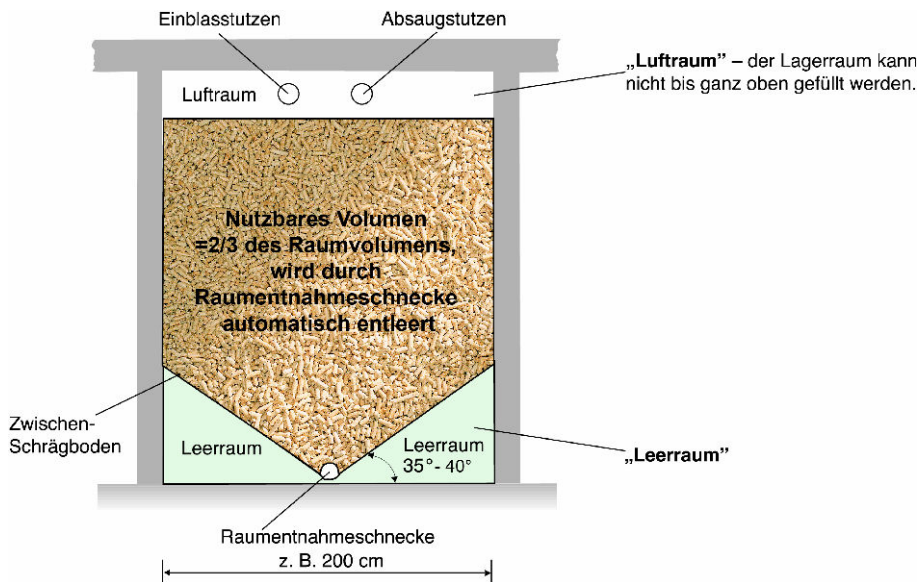 Einblasstutzen
Absaugstutzen
„Luftraum” – der Lagerraum kann
nicht bis ganz oben gefüllt werden.
Luftraum
Nutzbares Volumen
=2/3 des Raumvolumens,
wird durch
Raumentnahmeschnecke
automatisch entleert
Zwischen-
Schrägboden
Leerraum
Leerraum
35°- 40°
„Leerraum”
Raumentnahmeschnecke
z. B. 200 cm